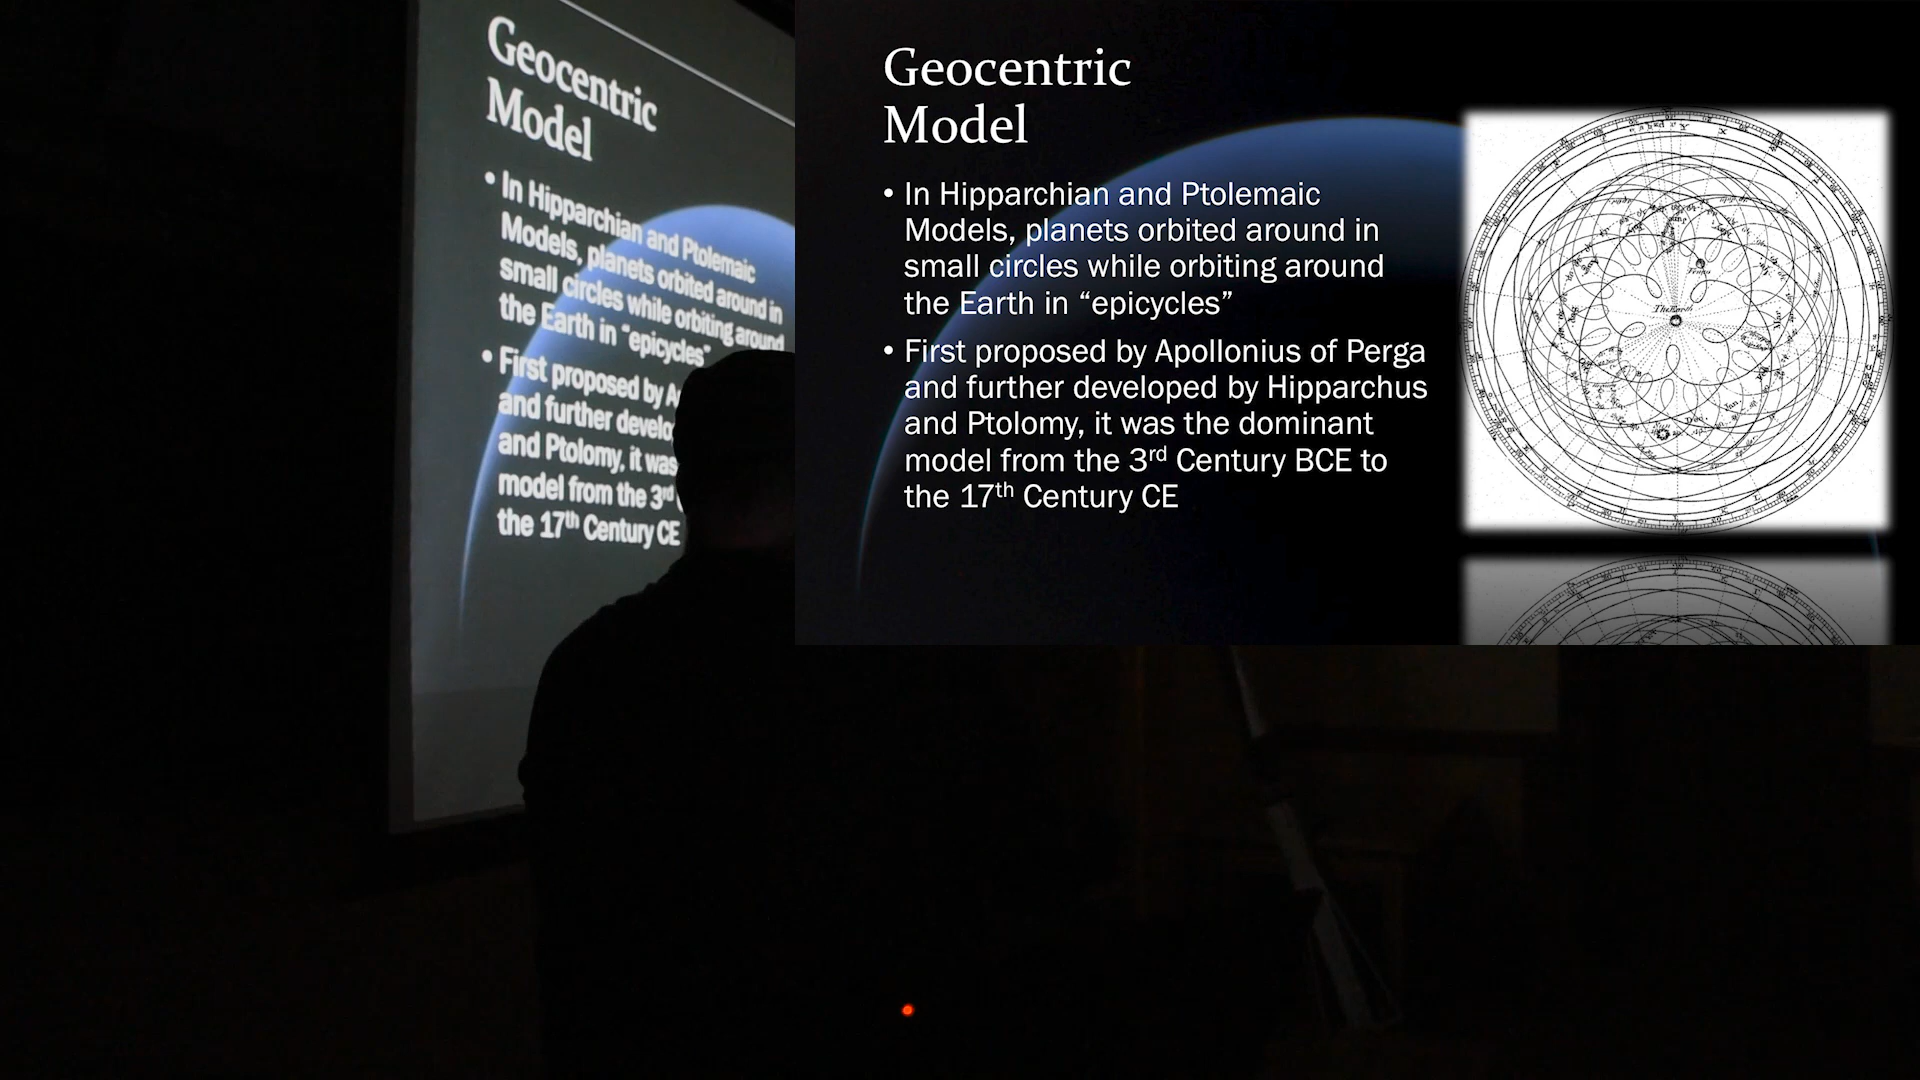 Geocentric
Model
• In Hipparchian and Ptolemaic
Models, planets orbited around in
small circles while orbiting around
the Earth in “epicycles”
• First proposed by A
and further develo
and Ptolomy, it was
model from the 3rd
the 17th Century CE
Geocentric
Model
• In Hipparchian and Ptolemaic
Models, planets orbited around in
small circles while orbiting around
the Earth in “epicycles”
• First proposed by Apollonius of Perga
and further developed by Hipparchus
and Ptolomy, it was the dominant
model from the 3rd Century BCE to
the 17th Century CE
The Earth